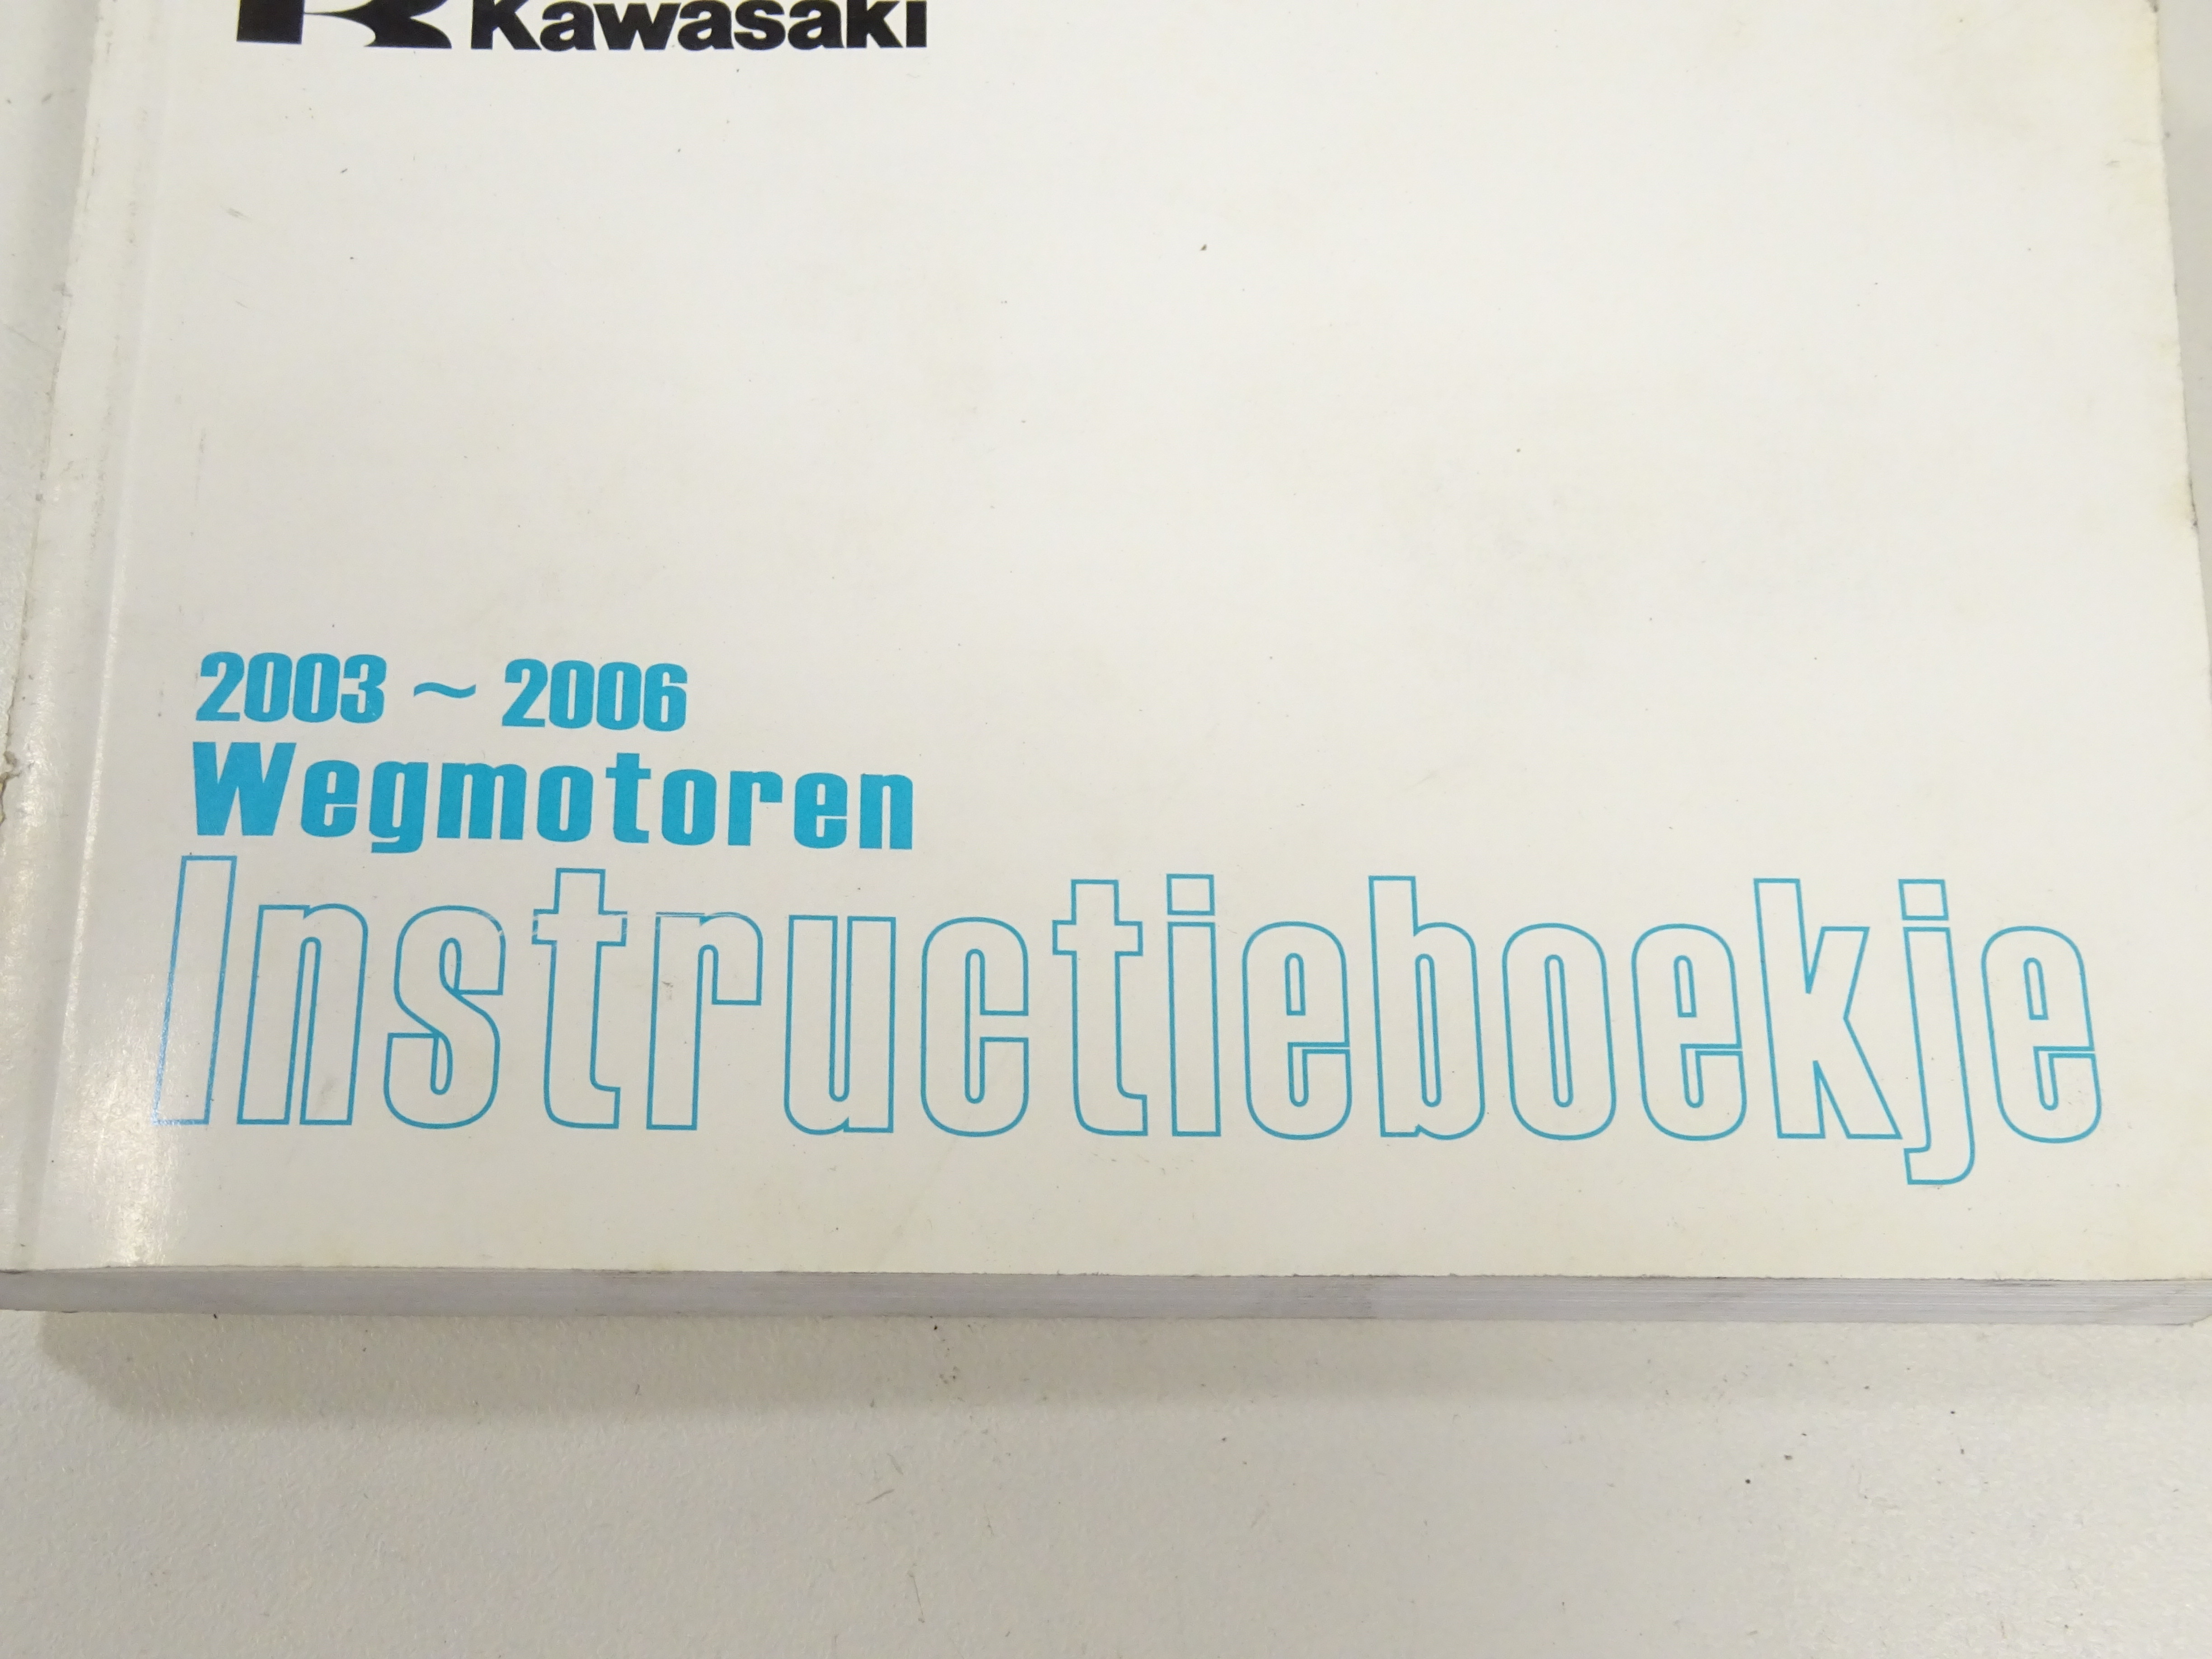 Kawasaki
2003 ~ 2006
Wegmotoren
Instructieboekje